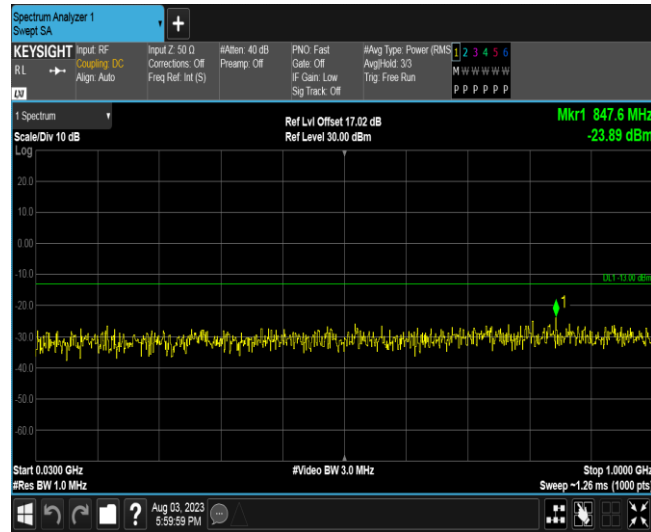 Spectrum Analyzer 1
Swept SA
KEYSIGHT
RL
LXI
Input: RF
Coupling: DC
Align: Auto
Input Z: 50 Ω
Corrections: Off
Freq Ref: Int (S)
#Atten: 40 dB
Preamp: Off
PNO: Fast
Gate: Off
IF Gain: Low
Sig Track: Off
#Avg Type: Power (RMS
Avg|Hold: 3/3
Trig: Free Run
1 2 3 4 5 6
M W W W W W
P P P P P P
1 Spectrum
Scale/Div 10 dB
Log
Ref Lvl Offset 17.02 dB
Ref Level 30.00 dBm
Mkr1 847.6 MHz
-23.89 dBm
20.0
10.0
0.00
-10.0
DL1 -13.00 dBm
-20.0
1
-30.0
-40.0
-50.0
-60.0
Start 0.0300 GHz
#Res BW 1.0 MHz
#Video BW 3.0 MHz
Stop 1.0000 GHz
Sweep ~1.26 ms (1000 pts)
?
Aug 03, 2023
5:59:59 PM